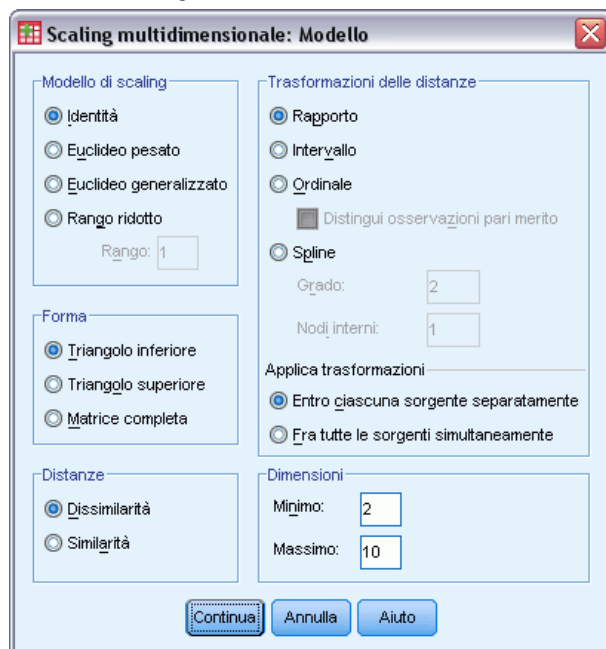 Scaling multidimensionale: Modello
Modello di scaling
Identità
Euclideo pesato
Euclideo generalizzato
Rango ridotto
Rango: 1
Forma
Triangolo inferiore
Triangolo superiore
Matrice completa
Distanze
Dissimilarità
Similarità
Trasformazioni delle distanze
Rapporto
Intervallo
Ordinale
Distingui osservazioni pari merito
Spline
Grado: 2
Nodi interni: 1
Applica trasformazioni
Entro ciascuna sorgente separatamente
Fra tutte le sorgenti simultaneamente
Dimensioni
Minimo: 2
Massimo: 10
Continua Annulla Aiuto